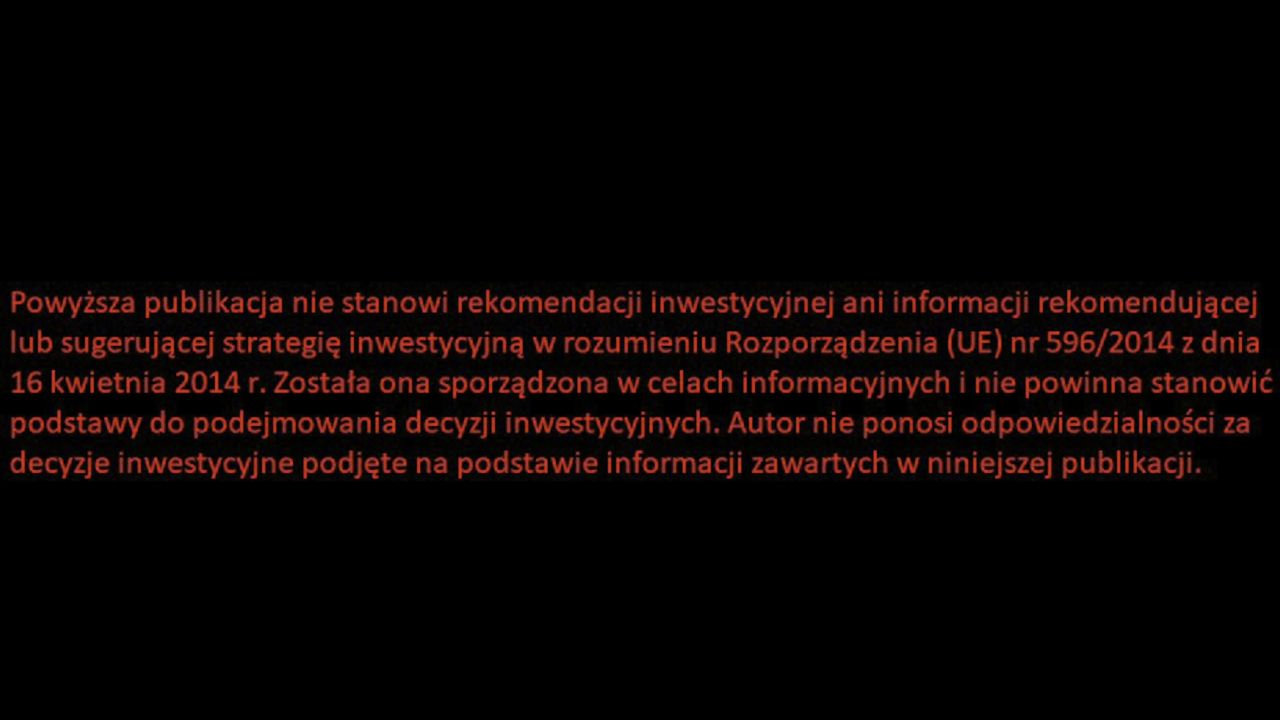 Powyższa publikacja nie stanowi rekomendacji inwestycyjnej ani informacji rekomendującej
lub sugerującej strategię inwestycyjną w rozumieniu Rozporządzenia (UE) nr 596/2014 z dnia
16 kwietnia 2014 r. Została ona sporządzona w celach informacyjnych i nie powinna stanowić
podstawy do podejmowania decyzji inwestycyjnych. Autor nie ponosi odpowiedzialności za
decyzje inwestycyjne podjęte na podstawie informacji zawartych w niniejszej publikacji.